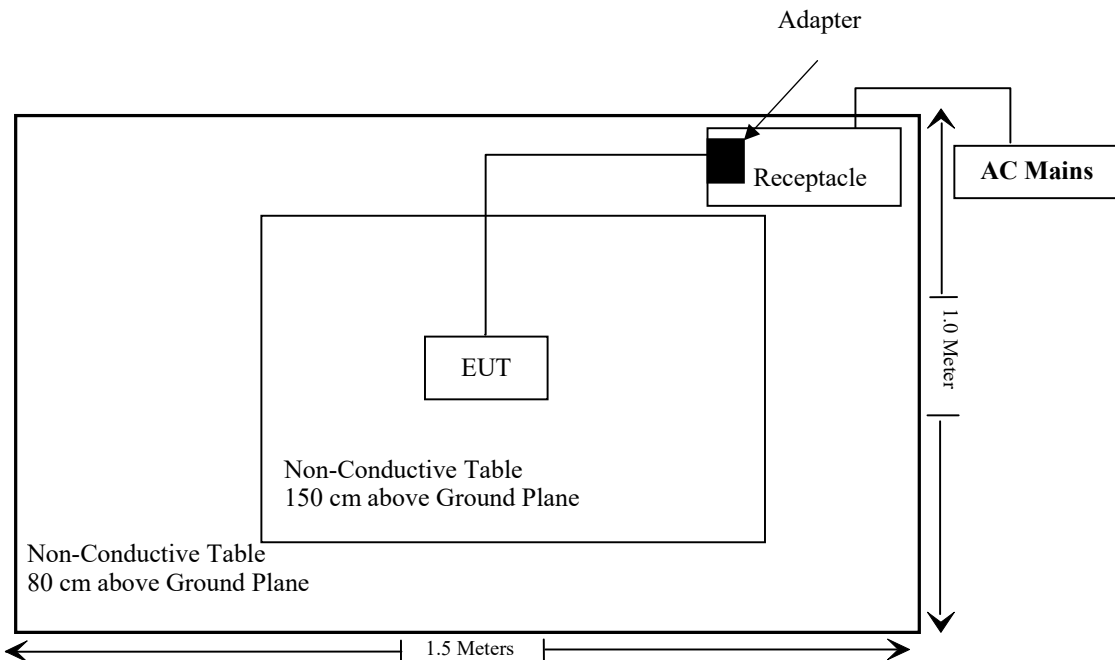 Adapter
Receptacle
AC Mains
EUT
1.0 Meter
Non-Conductive Table
150 cm above Ground Plane
Non-Conductive Table
80 cm above Ground Plane
1.5 Meters